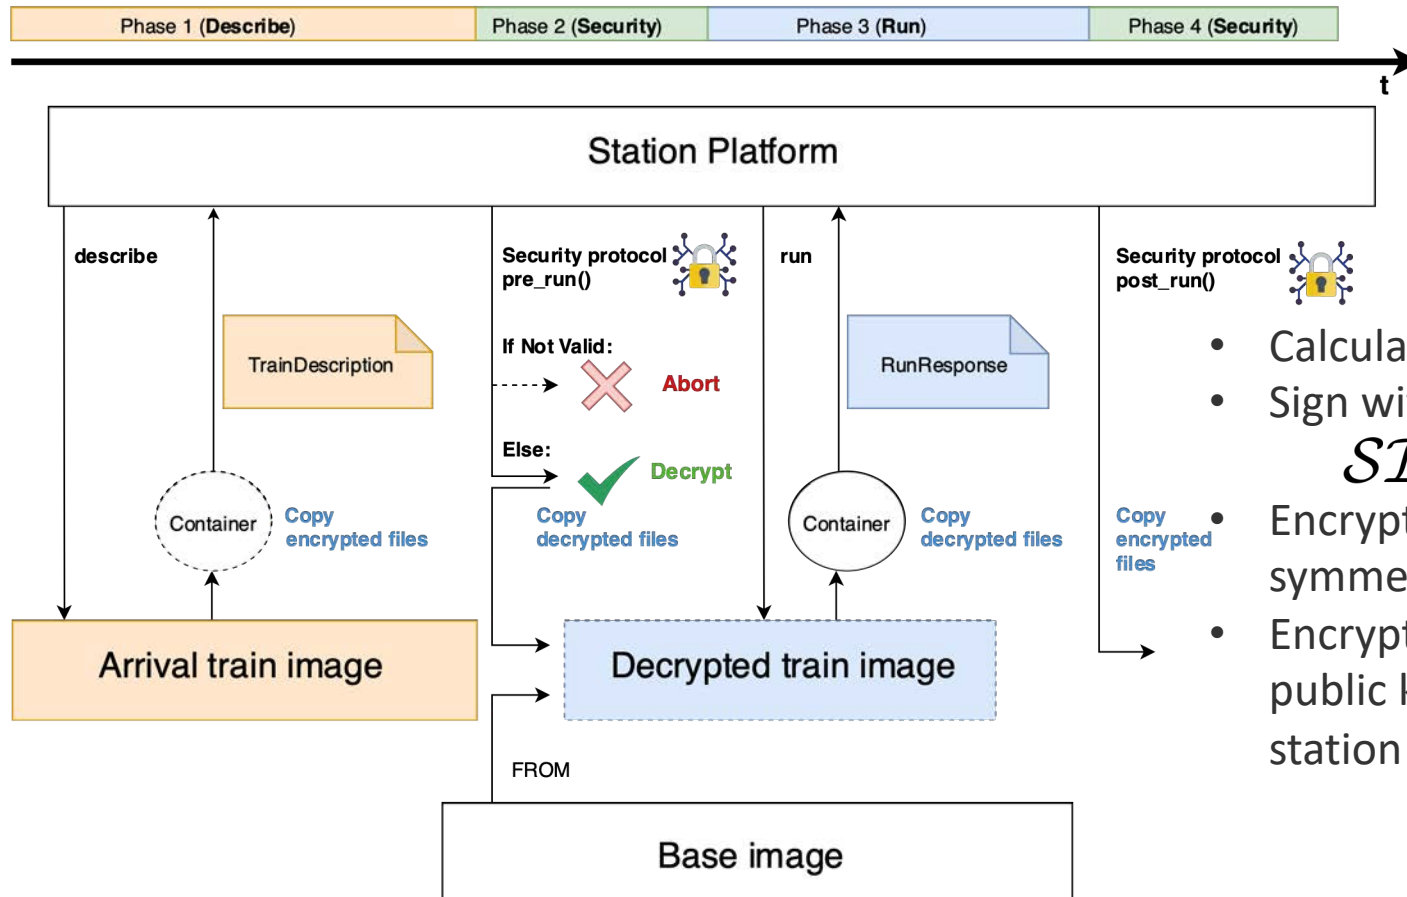 Phase 1 (Describe)
Phase 2 (Security)
Phase 3 (Run)
Phase 4 (Security)
t
Station Platform
describe
TrainDescription
Container
Copy
encrypted files
Arrival train image
Security protocol
pre_run()
If Not Valid:
Abort
Else:
Decrypt
Copy
decrypted files
run
RunResponse
Container
Copy
decrypted files
Decrypted train image
FROM
Base image
Security protocol
post_run()
Copy
encrypted
files
• Calcula
• Sign wi
• Encrypt
symme
• Encrypt
public
station